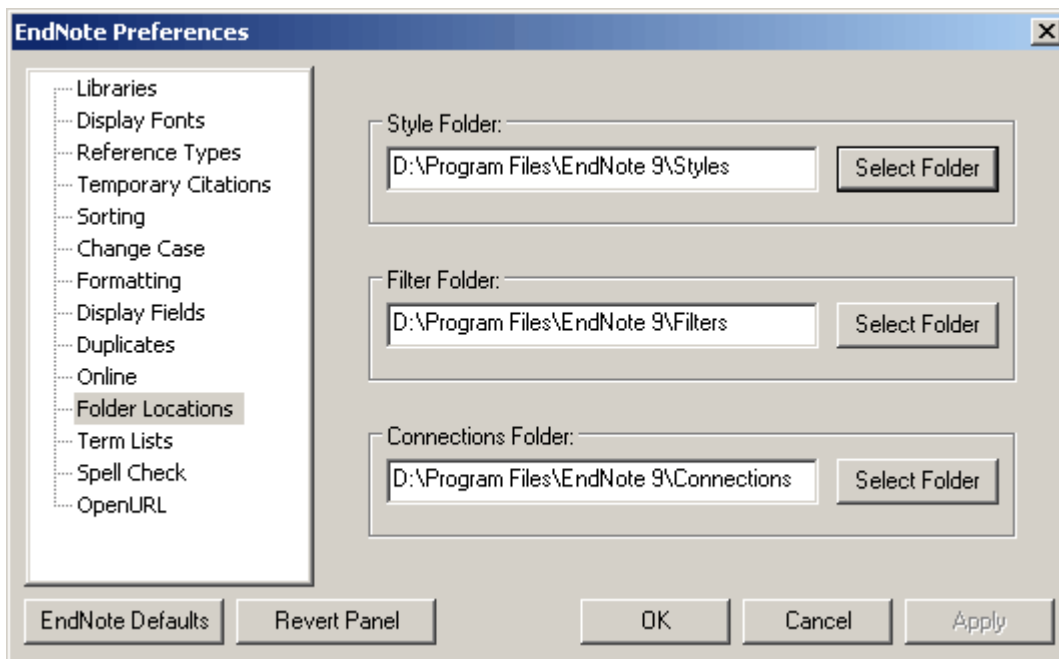 EndNote Preferences
Libraries
Display Fonts
Reference Types
Temporary Citations
Sorting
Change Case
Formatting
Display Fields
Duplicates
Online
Folder Locations
Term Lists
Spell Check
OpenURL
Style Folder:
D:\Program Files\EndNote 9\Styles
Select Folder
Filter Folder:
D:\Program Files\EndNote 9\Filters
Select Folder
Connections Folder:
D:\Program Files\EndNote 9\Connections
Select Folder
EndNote Defaults
Revert Panel
OK
Cancel
Apply